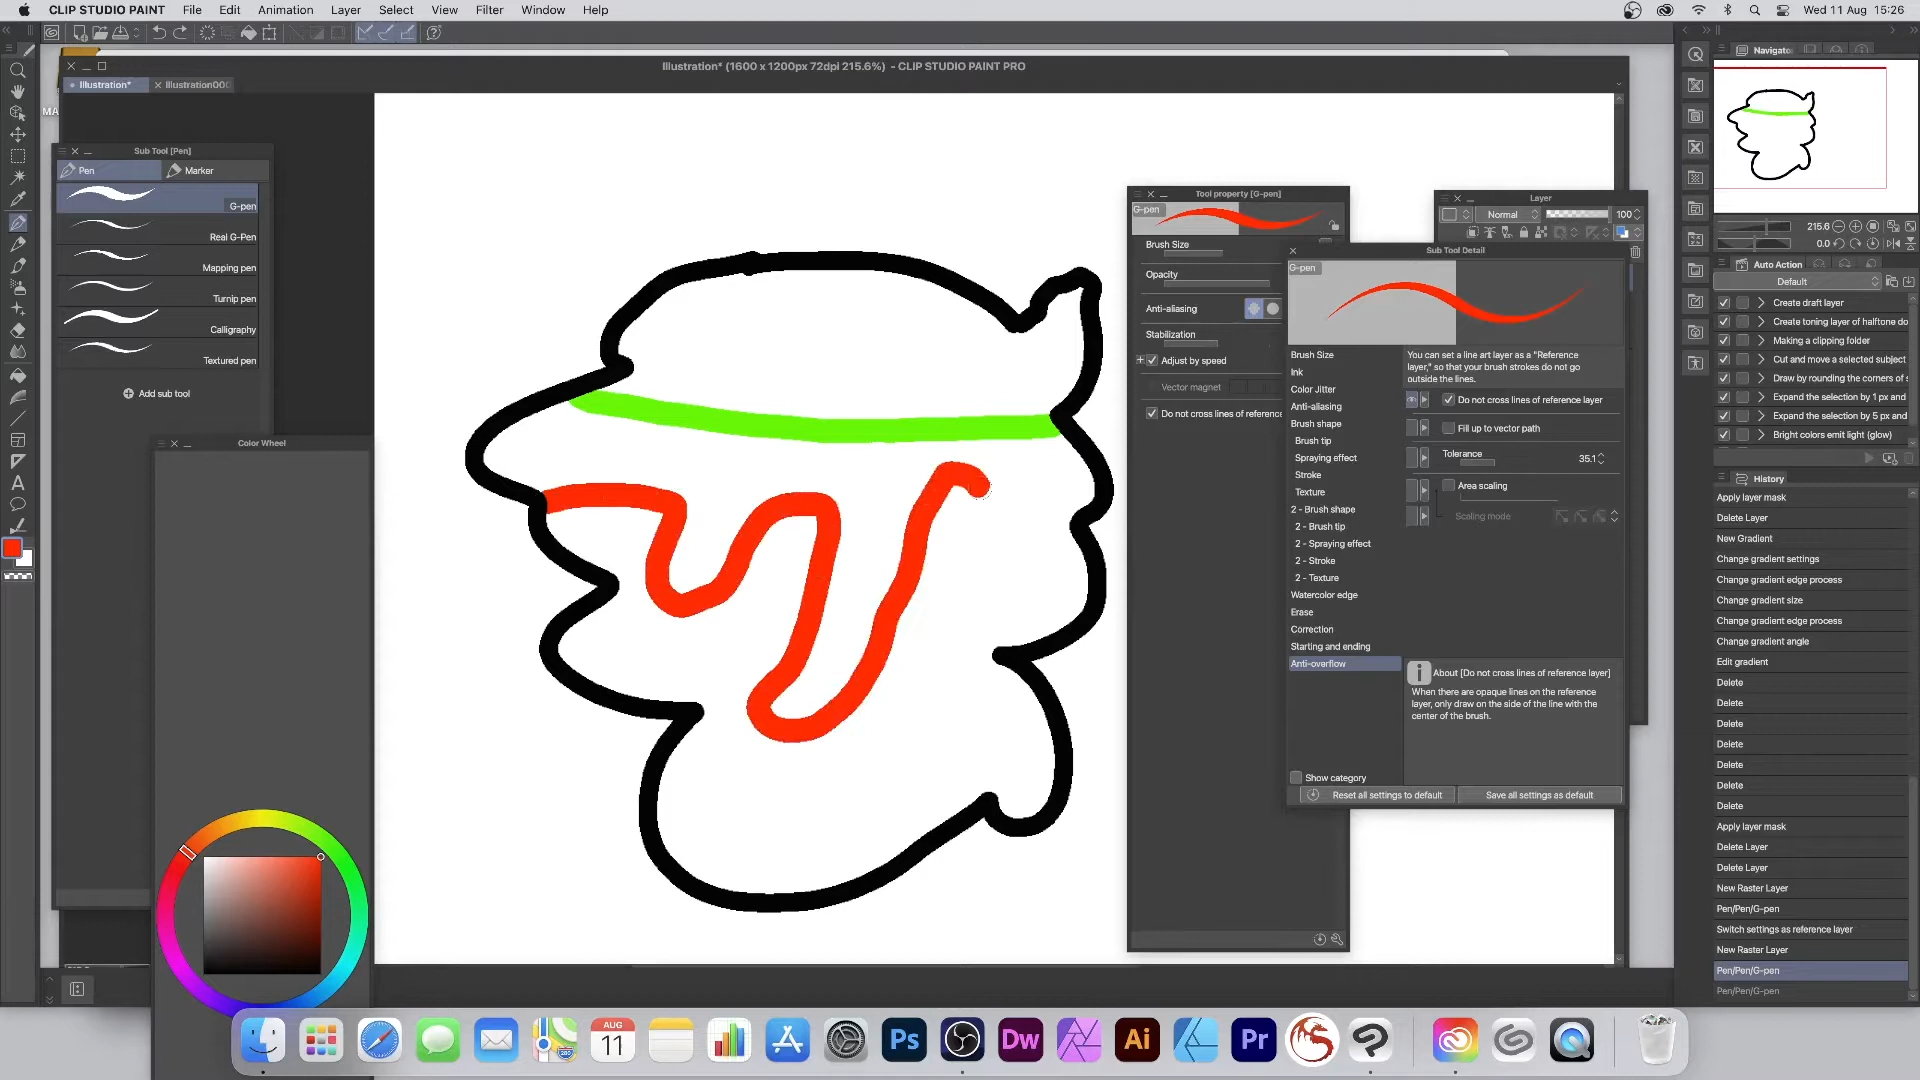 CLIP STUDIO PAINT File Edit Animation Layer Select View Filter Window Help Wed 11 Aug 15:26
Illustration* (1600 x 1200px 72dpi 215.6%) - CLIP STUDIO PAINT PRO
Illustration* Illustration00
MA
Sub Tool [Pen]
Pen Marker
G-pen
Real G-Pen
Mapping pen
Turnip pen
Calligraphy
Textured pen
Add sub tool
Color Wheel
Tool property [G-pen]
G-pen
Brush Size
Opacity
Anti-aliasing
Stabilization
Adjust by speed
Vector magnet
Do not cross lines of reference
Layer
Normal 100
Sub Tool Detail
G-pen
Brush Size
Ink
Color Jitter
Anti-aliasing
Brush shape
Brush tip
Spraying effect
Stroke
Texture
2 - Brush shape
2 - Brush tip
2 - Spraying effect
2 - Stroke
2 - Texture
Watercolor edge
Erase
Correction
Starting and ending
Anti-overflow
You can set a line art layer as a "Reference
layer," so that your brush strokes do not go
outside the lines.
Do not cross lines of reference layer
Fill up to vector path
Tolerance 35.1
Area scaling
Scaling mode
About [Do not cross lines of reference layer]
When there are opaque lines on the reference
layer, only draw on the side of the line with the
center of the brush.
Show category
Reset all settings to default Save all settings as default
Navigator
215.6
0.0
Auto Action
Default
Create draft layer
Create toning layer of halftone do
Making a clipping folder
Cut and move a selected subject
Draw by rounding the corners of s
Expand the selection by 1 px and
Expand the selection by 5 px and
Bright colors emit light (glow)
History
Apply layer mask
Delete Layer
New Gradient
Change gradient settings
Change gradient edge process
Change gradient size
Change gradient edge process
Change gradient angle
Edit gradient
Delete
Delete
Delete
Delete
Delete
Delete
Delete
Apply layer mask
Delete Layer
Delete Layer
New Raster Layer
Pen/Pen/G-pen
Switch settings as reference layer
New Raster Layer
Pen/Pen/G-pen
Pen/Pen/G-pen
AUG
11
280
Ps
Dw
Ai
Pr